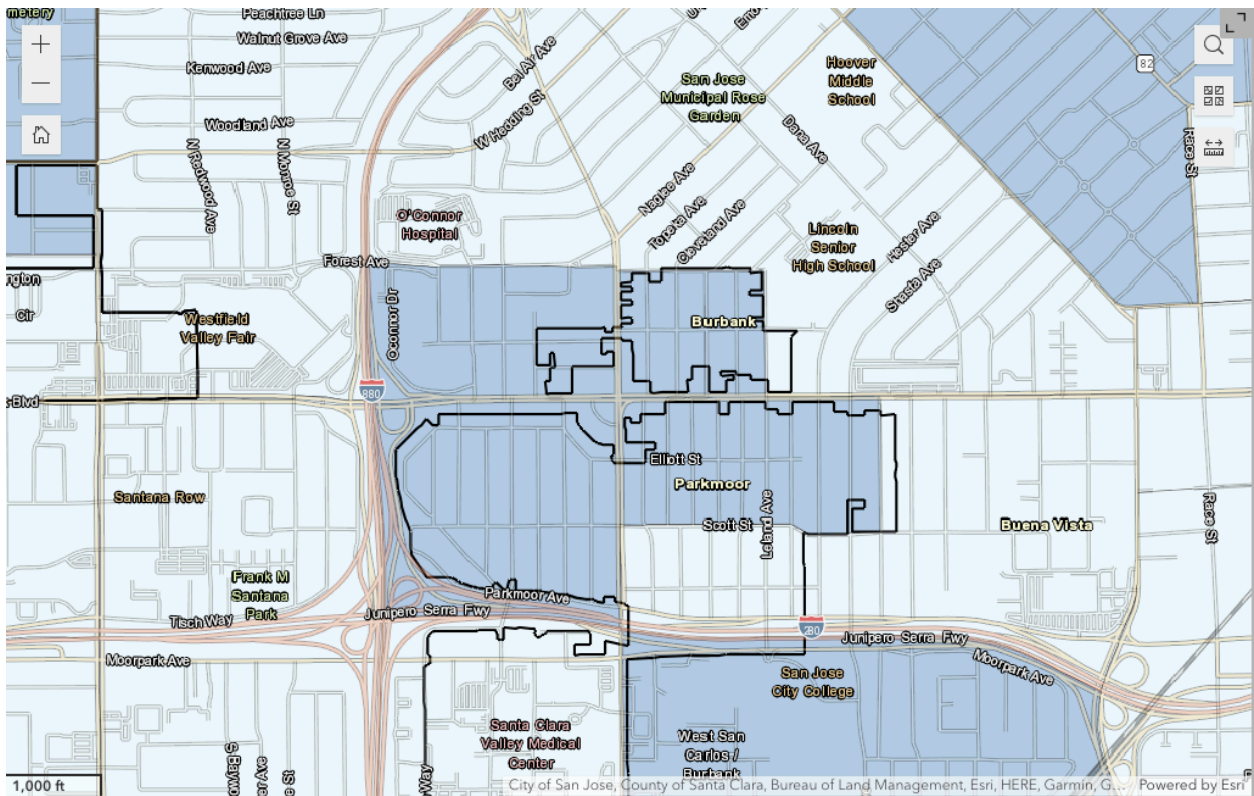 metery
Peachtree Ln
Walnut Grove Ave
Kenwood Ave
Woodland Ave
N Redwood Ave
N Monroe St
Bel Air Ave
W Hedding St
San Jose
Municipal Rose
Garden
Hoover
Middle
School
82
Dana Ave
Race St
Naglee Ave
Topeka Ave
Cleveland Ave
O'Connor
Hospital
Lincoln
Senior
High School
Hester Ave
Shasta Ave
Forest Ave
ngton
Cir
Westfield
Valley Fair
Oconnor Dr
Burbank
880
Blvd
Elliott St
Santana Row
Parkmoor
Leland Ave
Scott St
Buena Vista
Race St
Frank M
Santana
Park
Parkmoor Ave
Tisch Way
Junipero Serra Fwy
280
Junipero Serra Fwy
Moorpark Ave
Moorpark Ave
San Jose
City College
Santa Clara
Valley Medical
Center
West San
Carlos /
Burbank
S Baywo
Ave
Way
1,000 ft
City of San Jose, County of Santa Clara, Bureau of Land Management, Esri, HERE, Garmin, G...
Powered by Esri